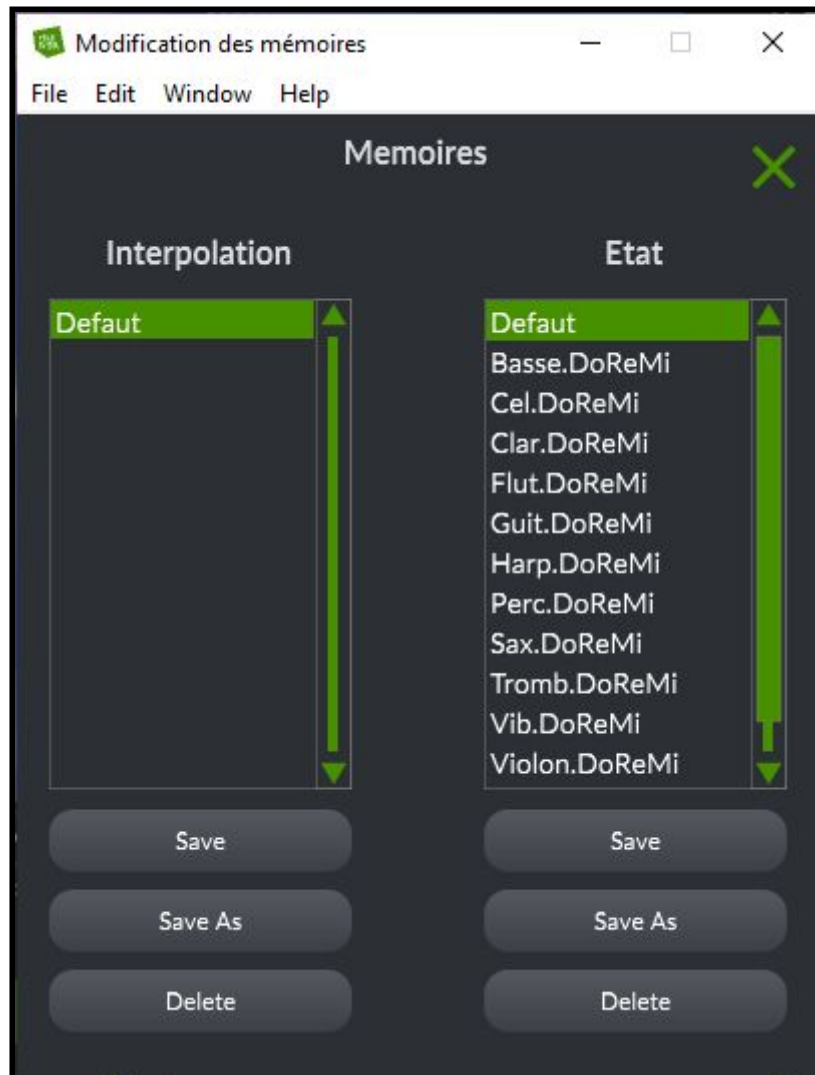 Modification des mémoires
File Edit Window Help
Memoires
Interpolation
Defaut
Save
Save As
Delete
Etat
Defaut
Basse.DoReMi
Cel.DoReMi
Clar.DoReMi
Flut.DoReMi
Guit.DoReMi
Harp.DoReMi
Perc.DoReMi
Sax.DoReMi
Tromb.DoReMi
Vib.DoReMi
Violon.DoReMi
Save
Save As
Delete